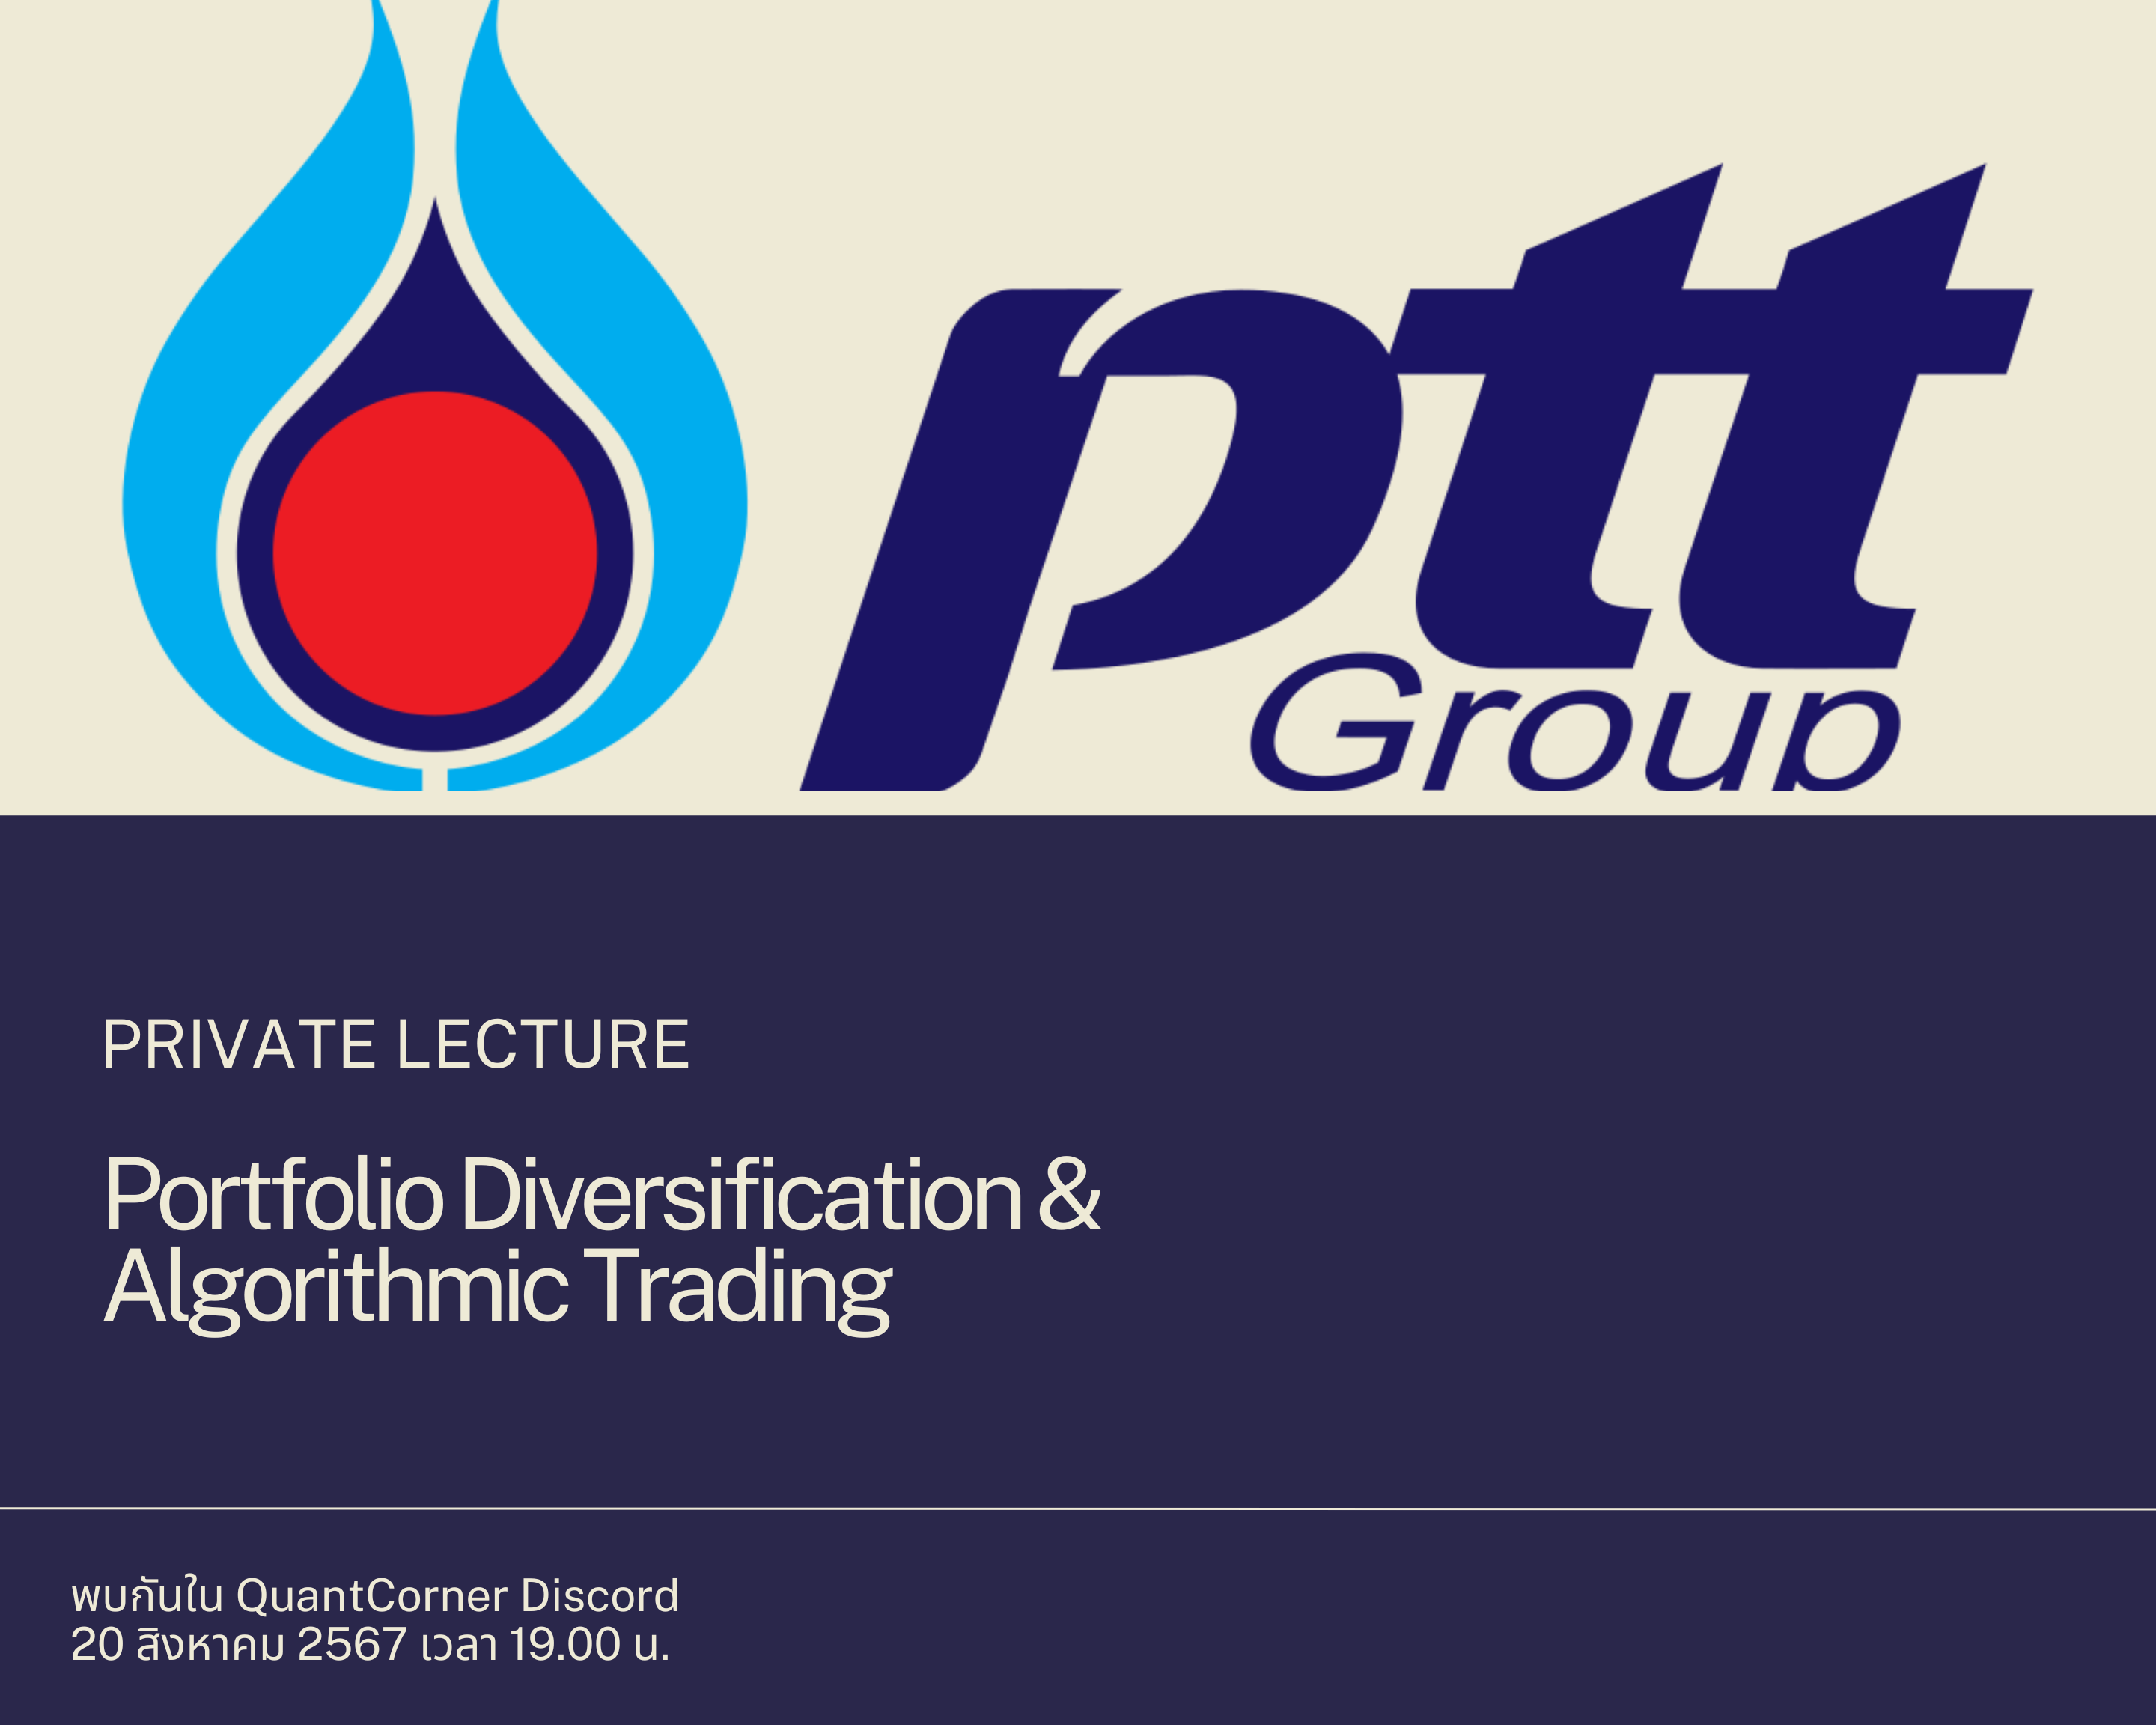 ptt
Group
PRIVATE LECTURE
Portfolio Diversification &
Algorithmic Trading
พบกันใน QuantCorner Discord
20 สิงหาคม 2567 เวลา 19.00 น.